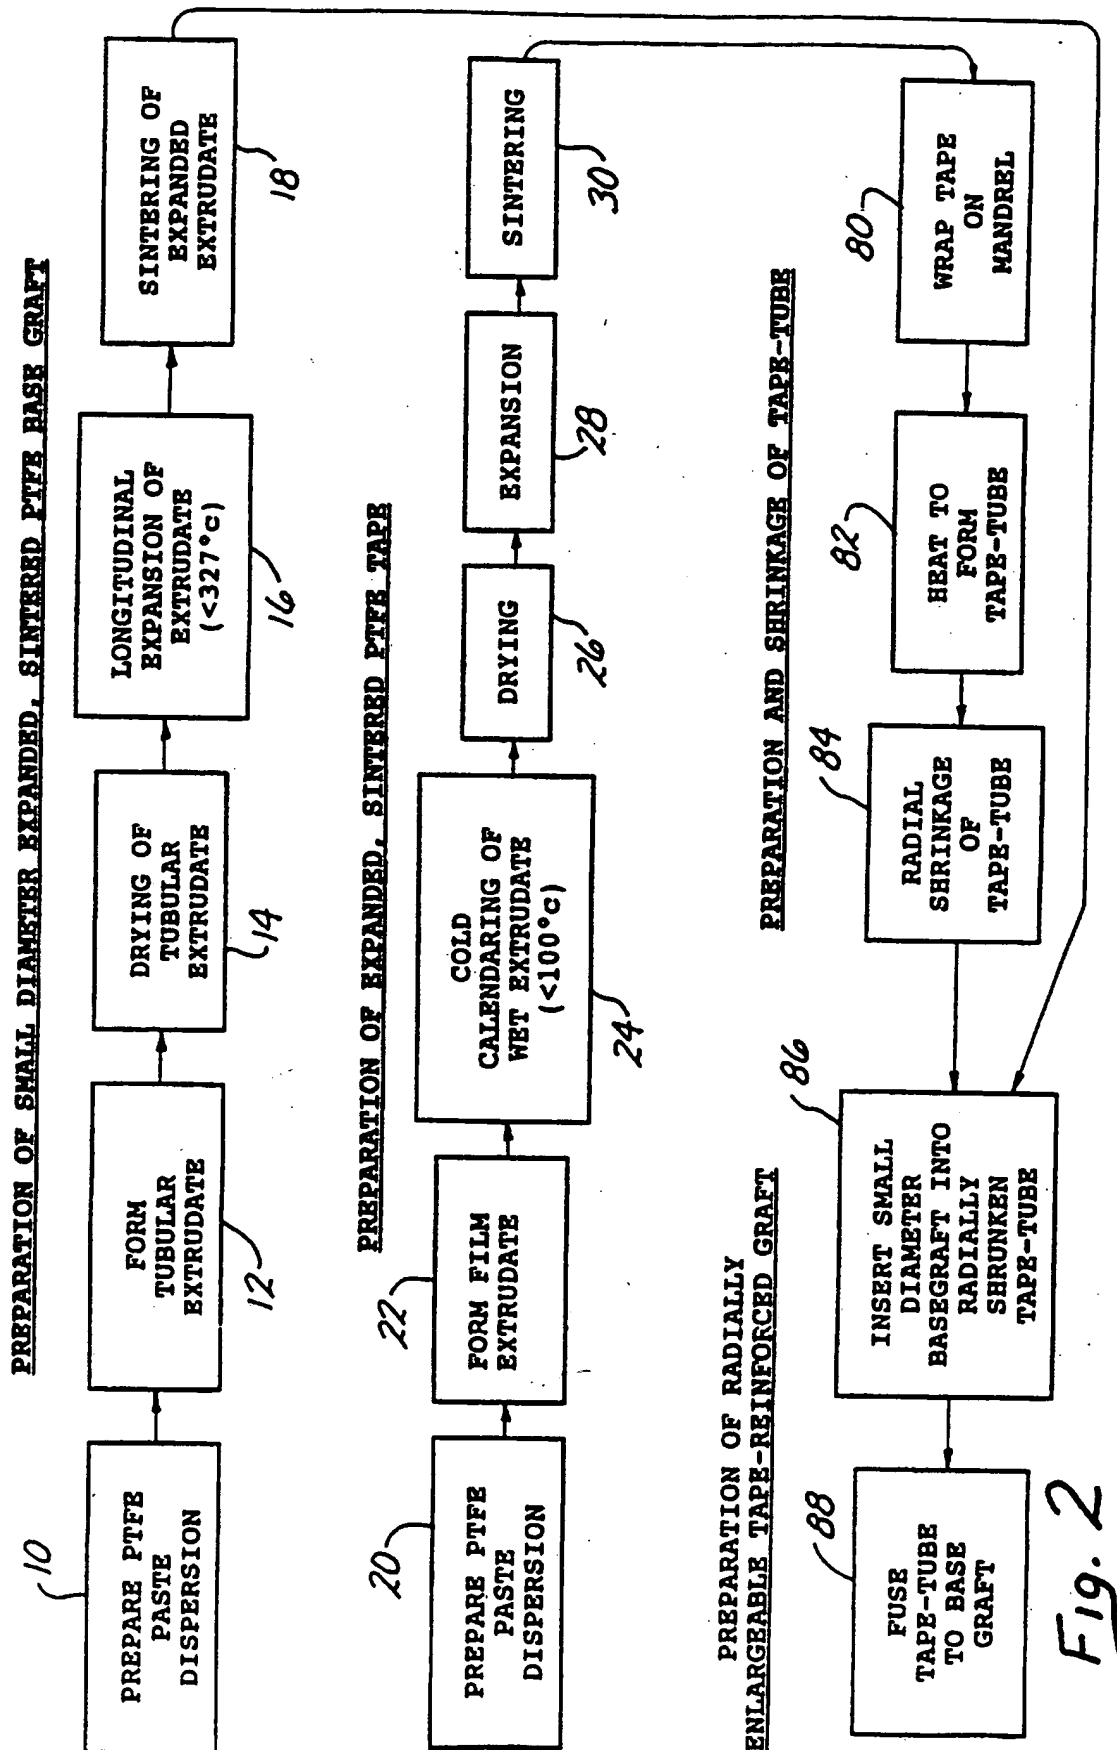 PREPARATION OF SMALL DIAMETER EXPANDED, SINTERED PTFE BASE GRAFT
10
PREPARE PTFE
PASTE
DISPERSION
FORM
TUBULAR
EXTRUDATE
12
DRYING OF
TUBULAR
EXTRUDATE
14
LONGITUDINAL
EXPANSION OF
EXTRUDATE
(<327°c)
16
SINTERING OF
EXPANDED
EXTRUDATE
18
PREPARATION OF EXPANDED, SINTERED PTFE TAPE
20
PREPARE PTFE
PASTE
DISPERSION
22
FORM FILM
EXTRUDATE
COLD
CALENDARING OF
WET EXTRUDATE
(<100°c)
24
DRYING
26
EXPANSION
28
SINTERING
30
PREPARATION AND SHRINKAGE OF TAPE-TUBE
80
WRAP TAPE
ON
MANDREL
82
HEAT TO
FORM
TAPE-TUBE
84
RADIAL
SHRINKAGE
OF
TAPE-TUBE
PREPARATION OF RADIALLY
ENLARGEABLE TAPE-REINFORCED GRAFT
86
INSERT SMALL
DIAMETER
BASEGRAFT INTO
RADIALLY
SHRUNKEN
TAPE-TUBE
88
FUSE
TAPE-TUBE
TO BASE
GRAFT
Fig. 2